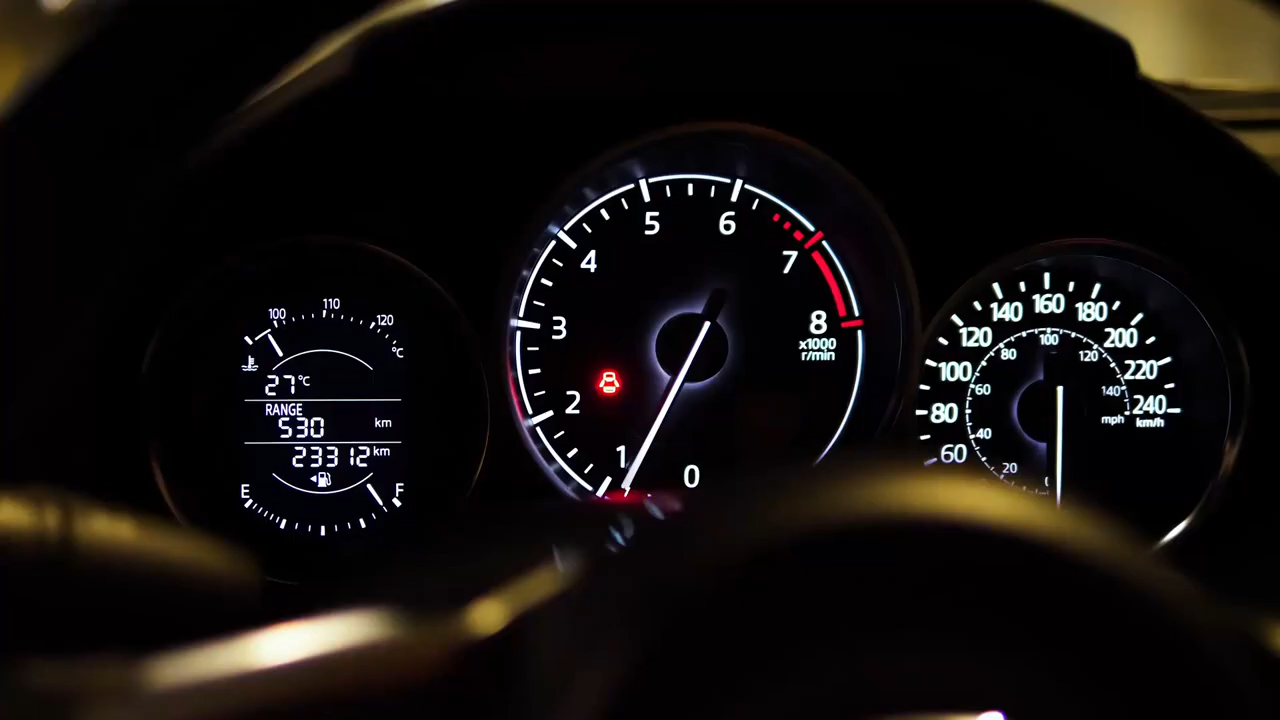 100 110 120
°C
27°C
RANGE
530 km
23312 km
E F
0 1 2 3 4 5 6 7 8
x1000
r/min
60 80 100 120 140 160 180 200 220 240
km/h
0 20 40 60 80 100 120 140
mph